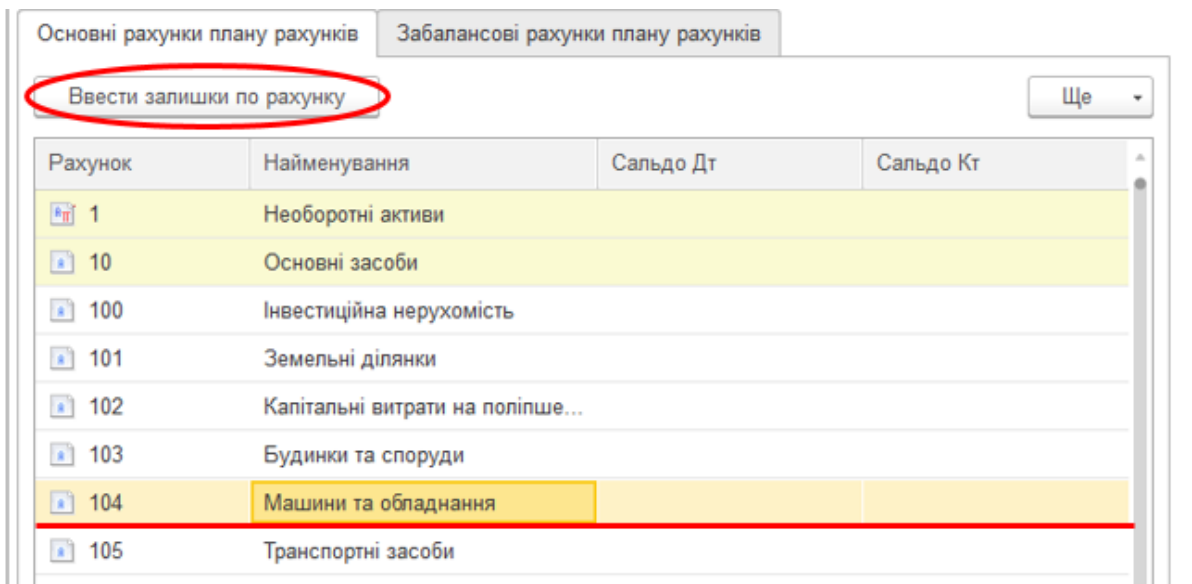 Основні рахунки плану рахунків Забалансові рахунки плану рахунків
Ввести залишки по рахунку Ще
Рахунок Найменування Сальдо Дт Сальдо Кт
1 Необоротні активи
10 Основні засоби
100 Інвестиційна нерухомість
101 Земельні ділянки
102 Капітальні витрати на поліпше...
103 Будинки та споруди
104 Машини та обладнання
105 Транспортні засоби